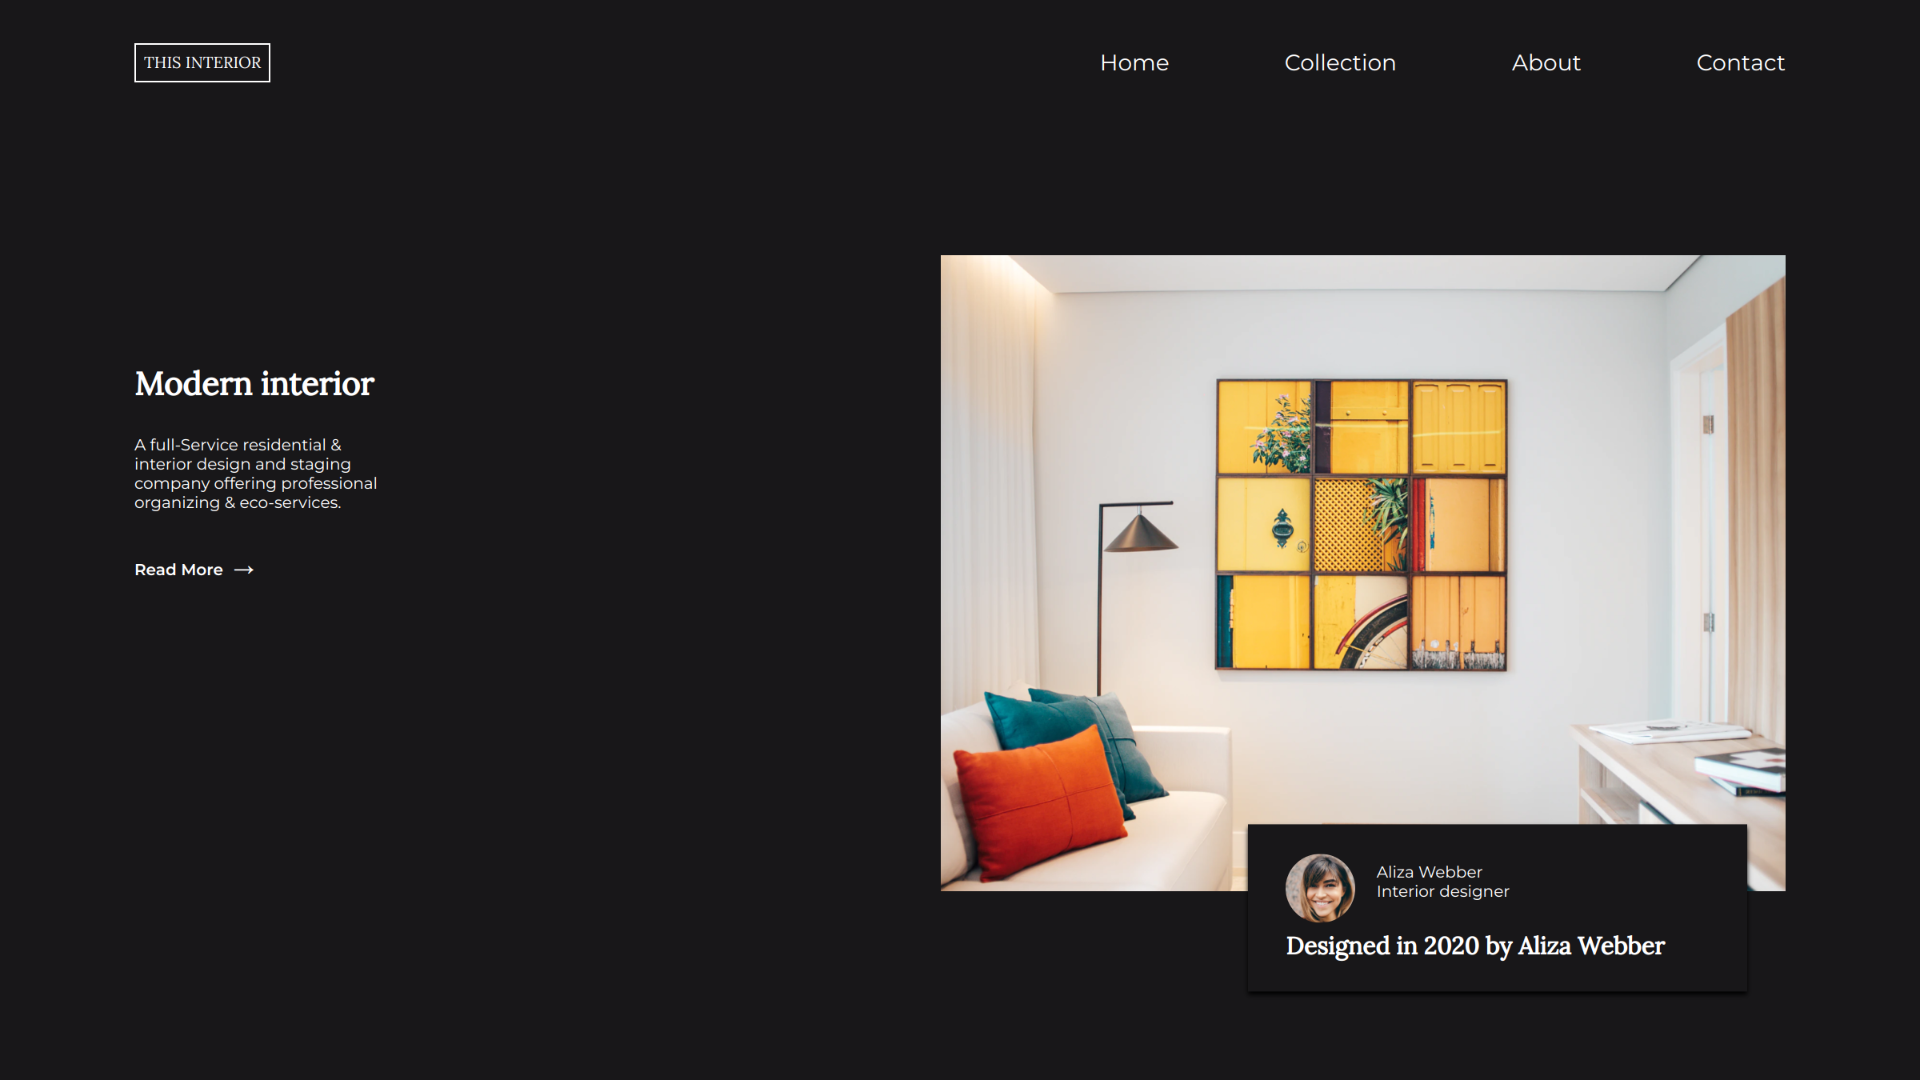 THIS INTERIOR
Home
Collection
About
Contact
Modern interior
A full-Service residential &
interior design and staging
company offering professional
organizing & eco-services.
Read More
Aliza Webber
Interior designer
Designed in 2020 by Aliza Webber